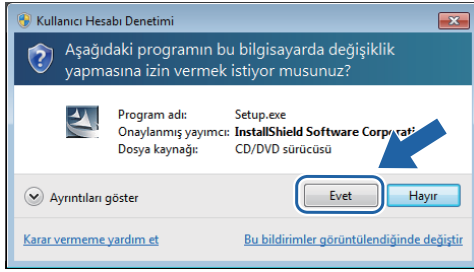 Kullanıcı Hesabı Denetimi
Aşağıdaki programın bu bilgisayarda değişiklik
yapmasına izin vermek istiyor musunuz?
Program adı: Setup.exe
Onaylanmış yayımcı: InstallShield Software
Dosya kaynağı: CD/DVD sürücüsü
Ayrıntıları göster
Evet Hayır
Karar vermeme yardım et Bu bildirimler görüntülendiğinde değiştir